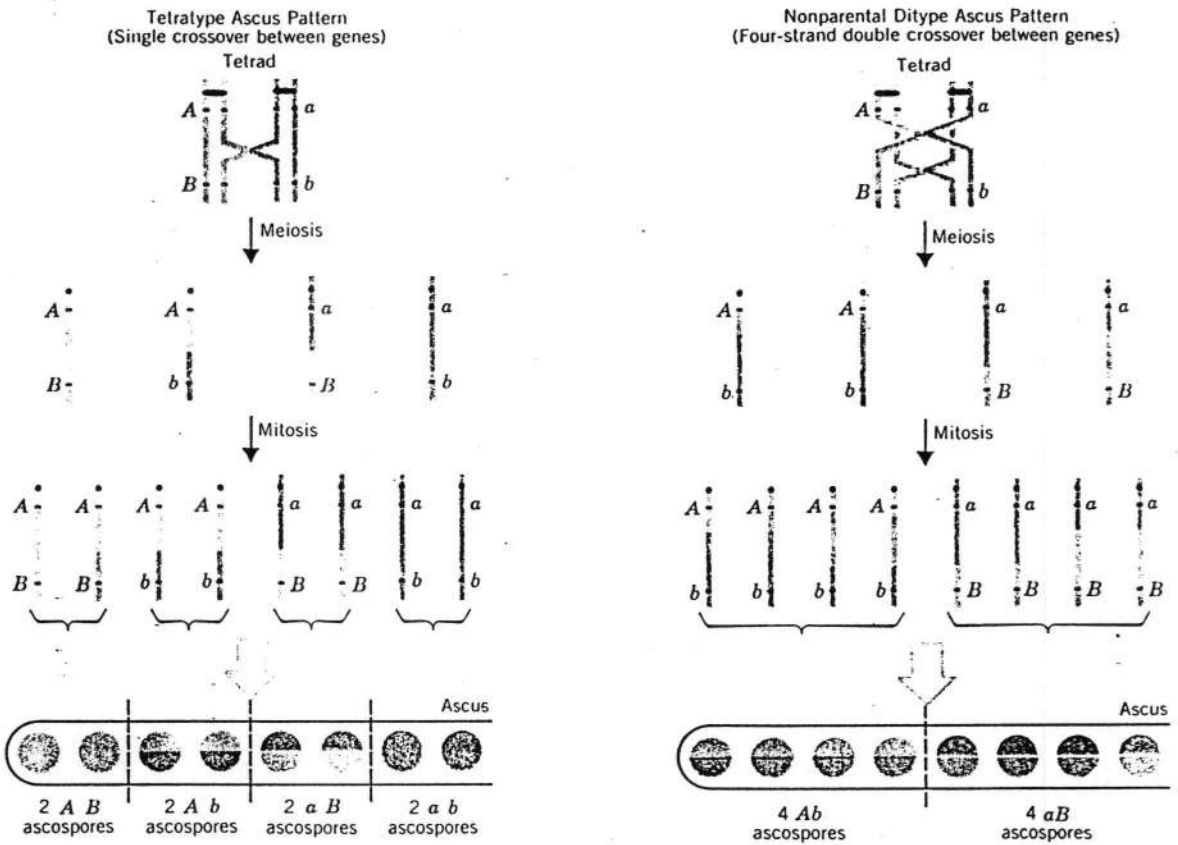 Tetratype Ascus Pattern
(Single crossover between genes)
Tetrad
A a
B b
Meiosis
A A a a
B b B b
Mitosis
A A A A a a a a
B B b b B B b b
Ascus
2 A B 2 A b 2 a B 2 a b
ascospores ascospores ascospores ascospores
Nonparental Ditype Ascus Pattern
(Four-strand double crossover between genes)
Tetrad
A a
B b
Meiosis
A A a a
b b B B
Mitosis
A A A A a a a a
b b b b B B B B
Ascus
4 Ab 4 aB
ascospores ascospores